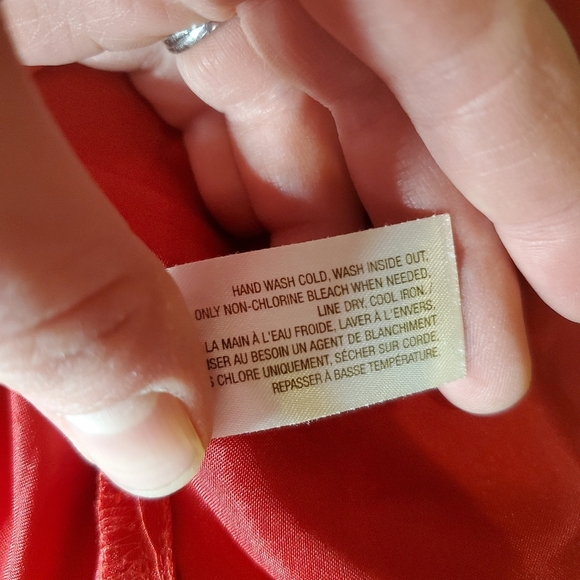 HAND WASH COLD, WASH INSIDE OUT,
ONLY NON-CHLORINE BLEACH WHEN NEEDED,
LINE DRY, COOL IRON. /
LA MAIN À L'EAU FROIDE, LAVER À L'ENVERS,
ISER AU BESOIN UN AGENT DE BLANCHIMENT
S CHLORE UNIQUEMENT, SÉCHER SUR CORDE.
REPASSER À BASSE TEMPÉRATURE.